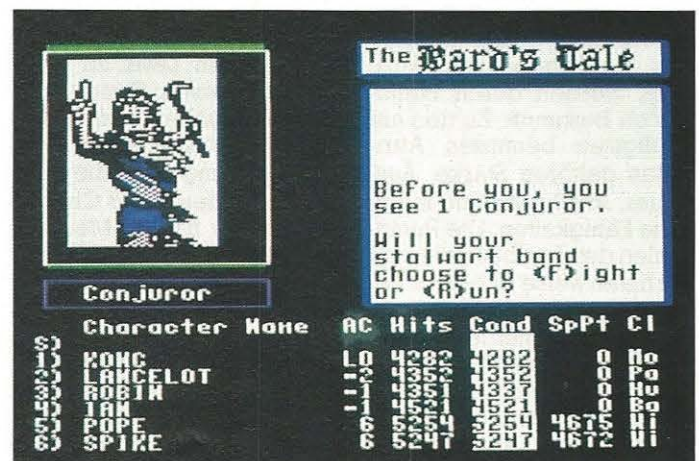 Conjuror
The Bard's Tale
Before you, you
see 1 Conjuror.
Will your
stalwart band
choose to <F>ight
or <R>un?
Character Name AC Hits Cond SpPt Cl
S)
1) KONG LO 4282 4282 0 Mo
2) LANCELOT -2 4352 4352 0 Pa
3) ROBIN -1 4351 4337 0 Hu
4) JAN -1 4521 4521 0 Ba
5) POPE 6 5254 3254 4675 Wi
6) SPIKE 6 5247 3247 4672 Wi